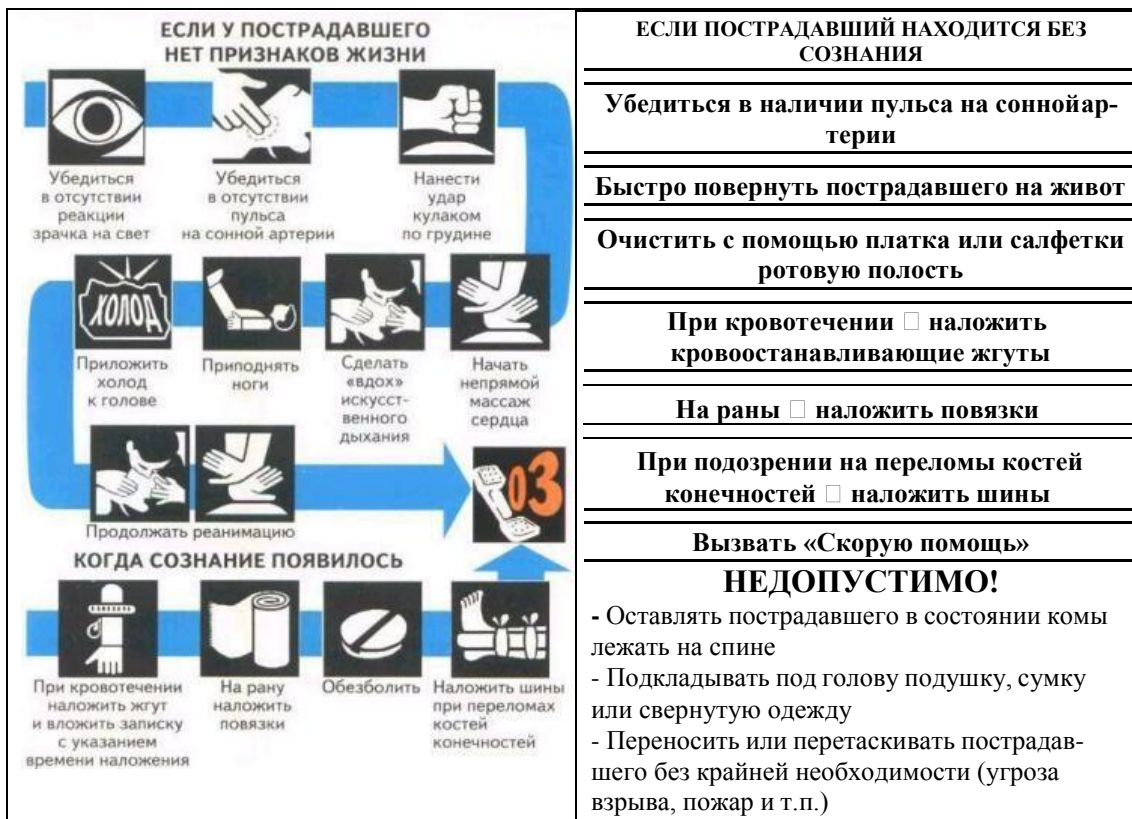 ЕСЛИ У ПОСТРАДАВШЕГО
НЕТ ПРИЗНАКОВ ЖИЗНИ
Убедиться
в отсутствии
реакции
зрачка на свет
Убедиться
в отсутствии
пульса
на сонной артерии
Нанести
удар
кулаком
по грудине
ХОЛОД
Приложить
холод
к голове
Приподнять
ноги
Сделать
«вдох»
искусст-
венного
дыхания
Начать
непрямой
массаж
сердца
Продолжать реанимацию
03
КОГДА СОЗНАНИЕ ПОЯВИЛОСЬ
При кровотечении
наложить жгут
и вложить записку
с указанием
времени наложения
На рану
наложить
повязки
Обезболить
Наложить шины
при переломах
костей
конечностей
ЕСЛИ ПОСТРАДАВШИЙ НАХОДИТСЯ БЕЗ
СОЗНАНИЯ
Убедиться в наличии пульса на соннойар-
терии
Быстро повернуть пострадавшего на живот
Очистить с помощью платка или салфетки
ротовую полость
При кровотечении □ наложить
кровоостанавливающие жгуты
На раны □ наложить повязки
При подозрении на переломы костей
конечностей □ наложить шины
Вызвать «Скорую помощь»
НЕДОПУСТИМО!
- Оставлять пострадавшего в состоянии комы
лежать на спине
- Подкладывать под голову подушку, сумку
или свернутую одежду
- Переносить или перетаскивать пострадав-
шего без крайней необходимости (угроза
взрыва, пожар и т.п.)